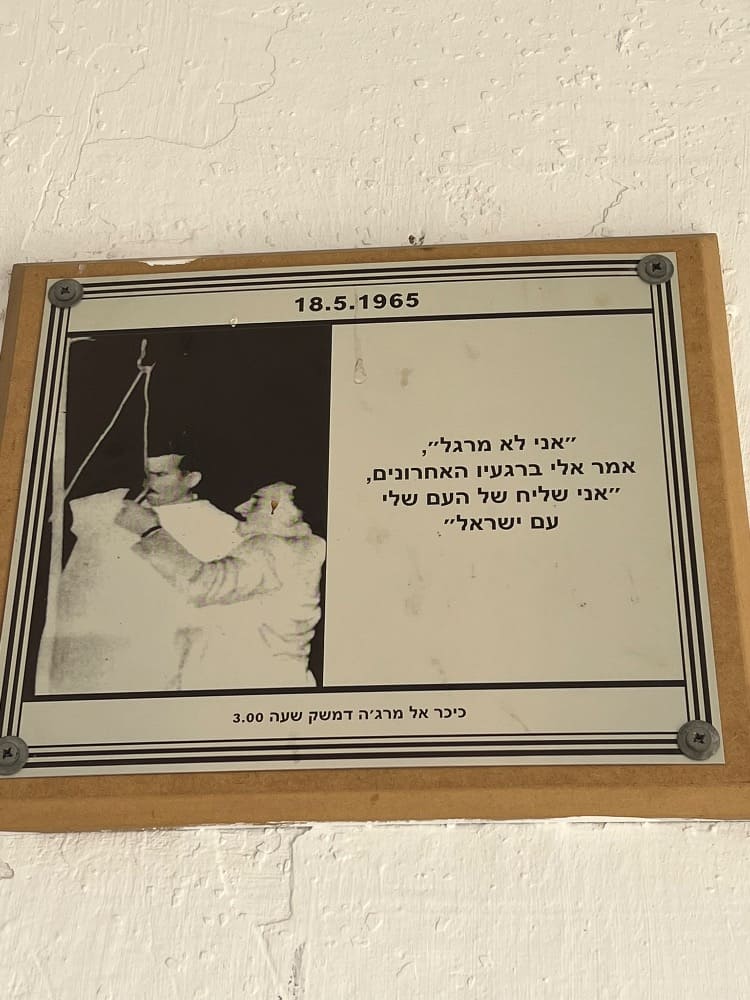 18.5.1965
"אני לא מרגל",
אמר אלי ברגעיו האחרונים,
"אני שליח של העם שלי
עם ישראל"
כיכר אל מרג'ה דמשק שעה 3.00